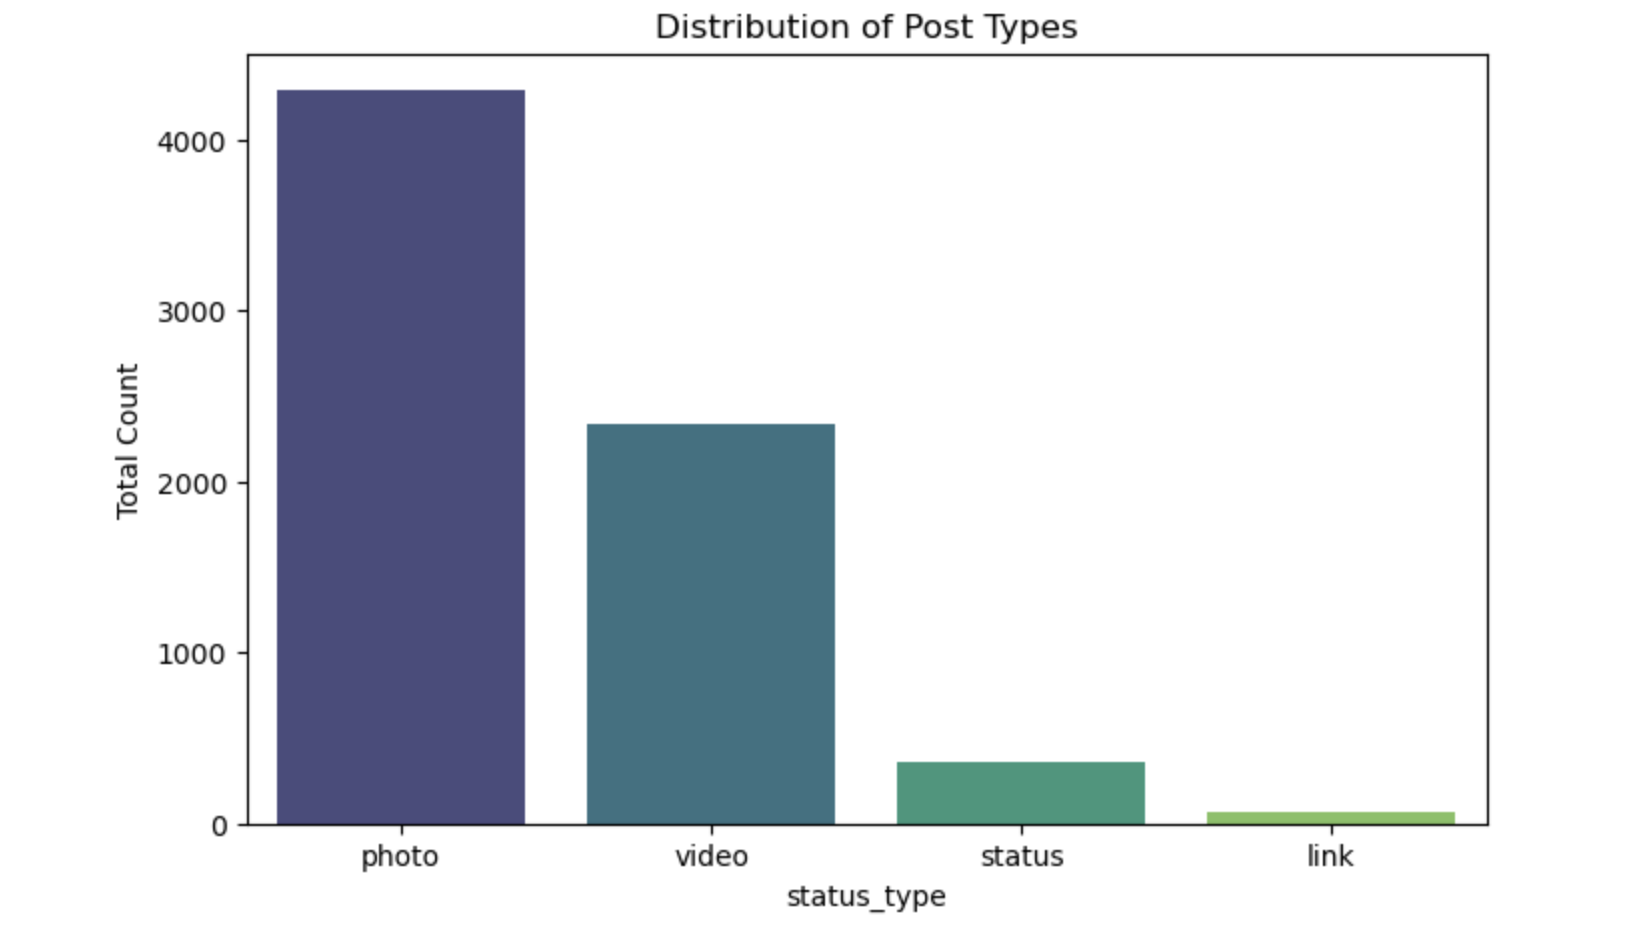 Distribution of Post Types
4000
3000
2000
1000
0
Total Count
photo video status link
status_type